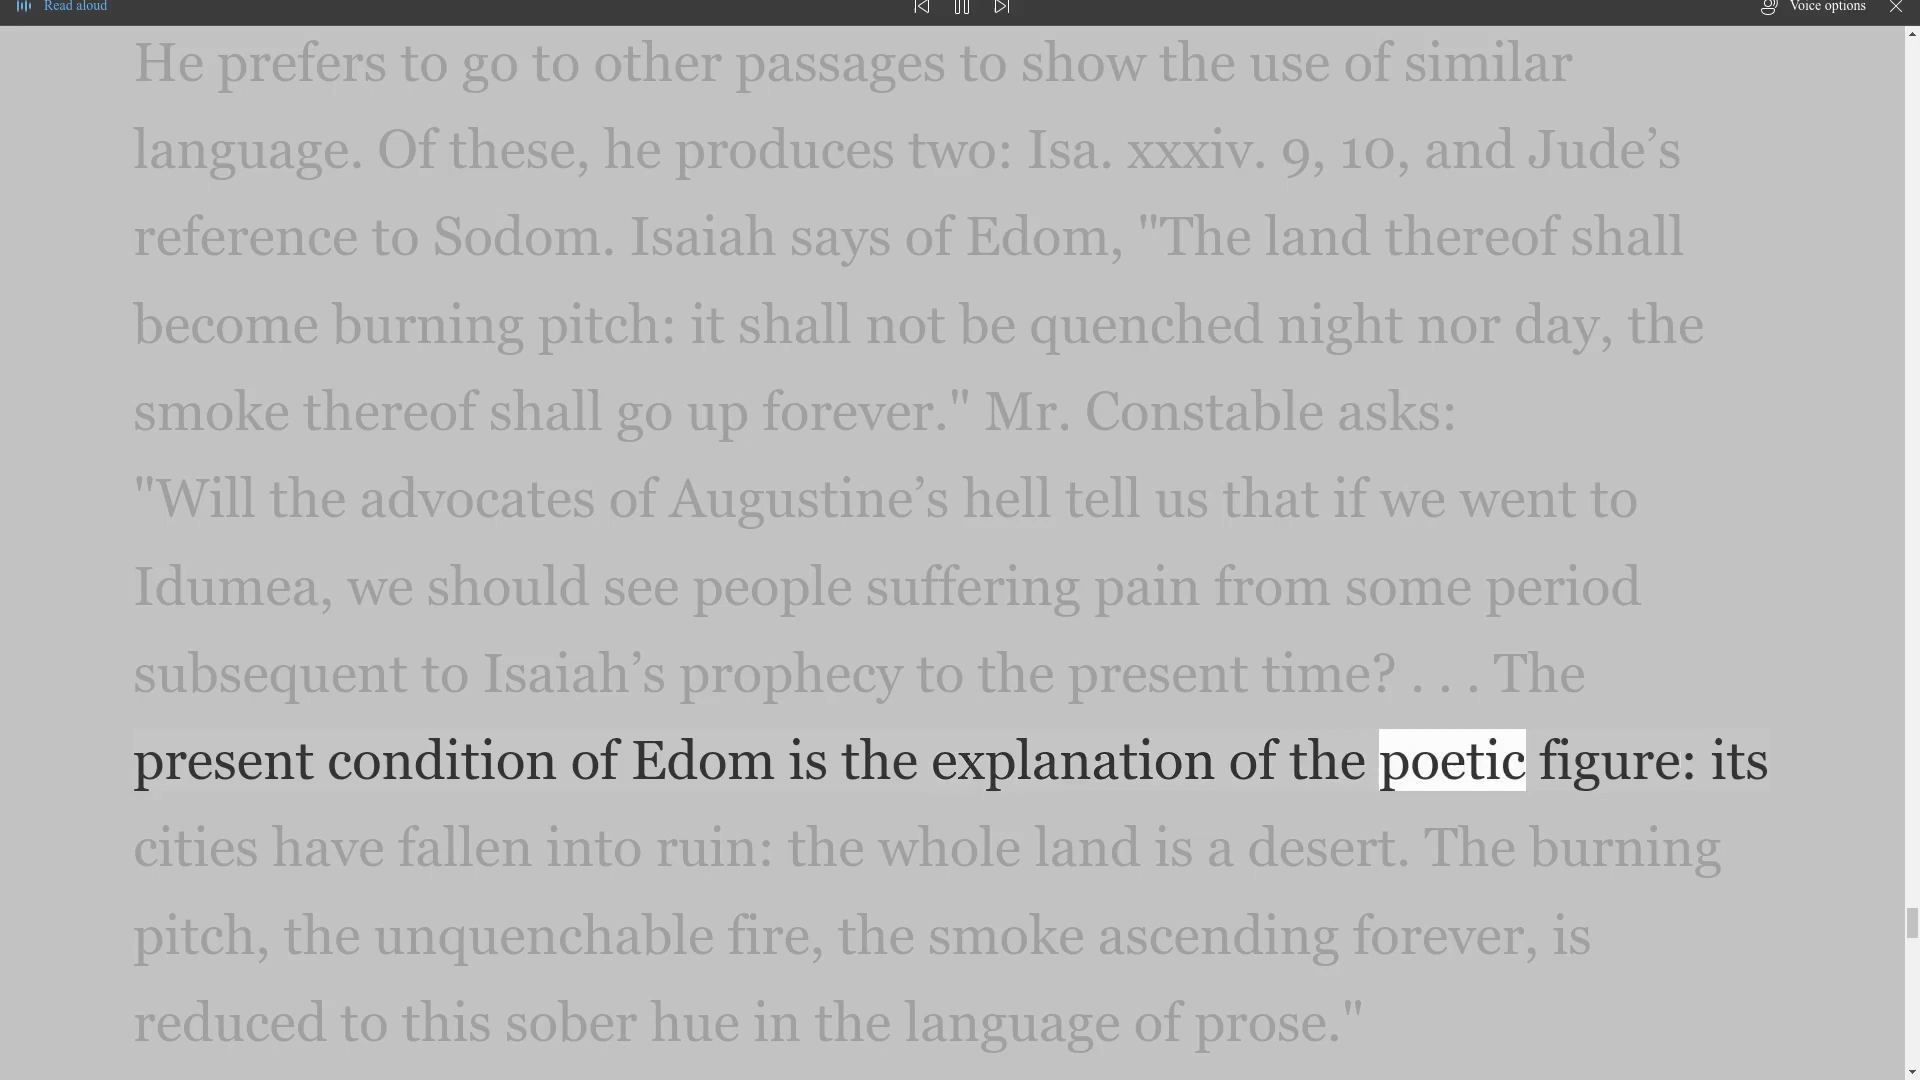 Read aloud
Voice options
He prefers to go to other passages to show the use of similar
language. Of these, he produces two: Isa. xxxiv. 9, 10, and Jude’s
reference to Sodom. Isaiah says of Edom, "The land thereof shall
become burning pitch: it shall not be quenched night nor day, the
smoke thereof shall go up forever." Mr. Constable asks:
"Will the advocates of Augustine’s hell tell us that if we went to
Idumea, we should see people suffering pain from some period
subsequent to Isaiah’s prophecy to the present time? . . . The
present condition of Edom is the explanation of the poetic figure: its
cities have fallen into ruin: the whole land is a desert. The burning
pitch, the unquenchable fire, the smoke ascending forever, is
reduced to this sober hue in the language of prose."